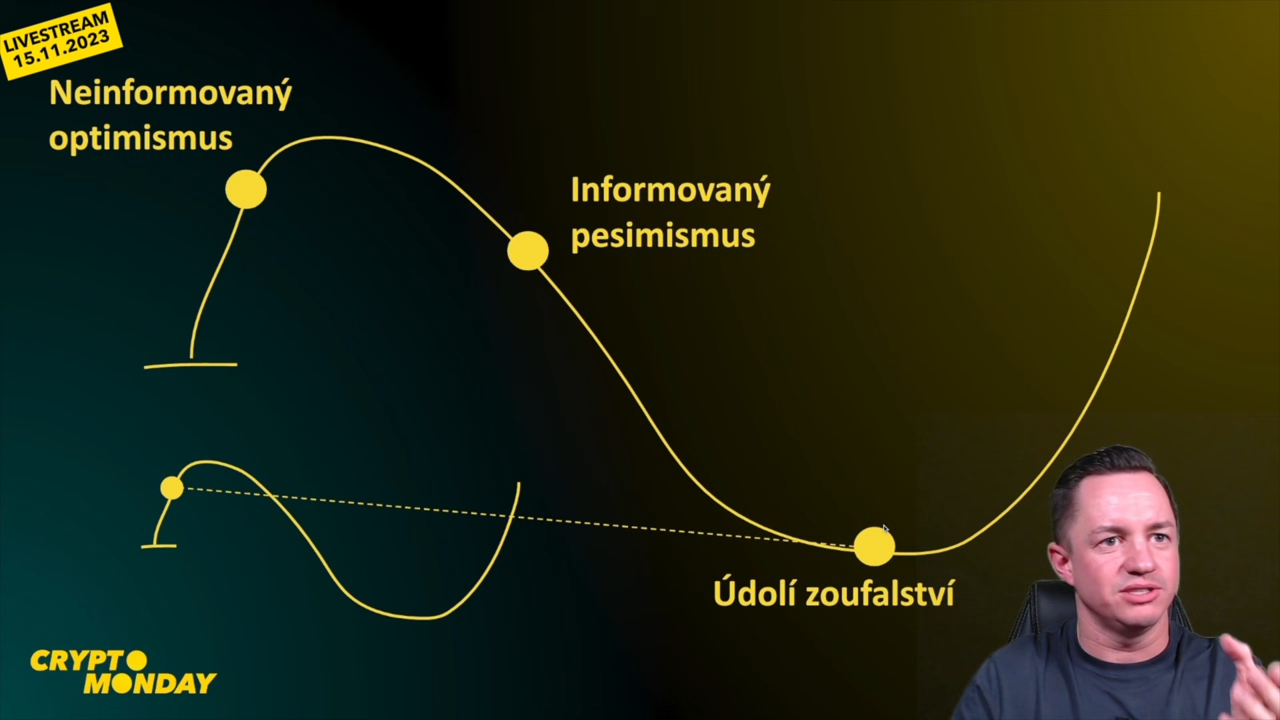 LIVESTREAM
15.11.2023
Neinformovaný
optimismus
Informovaný
pesimismus
Údolí zoufalství
CRYPTO
MONDAY